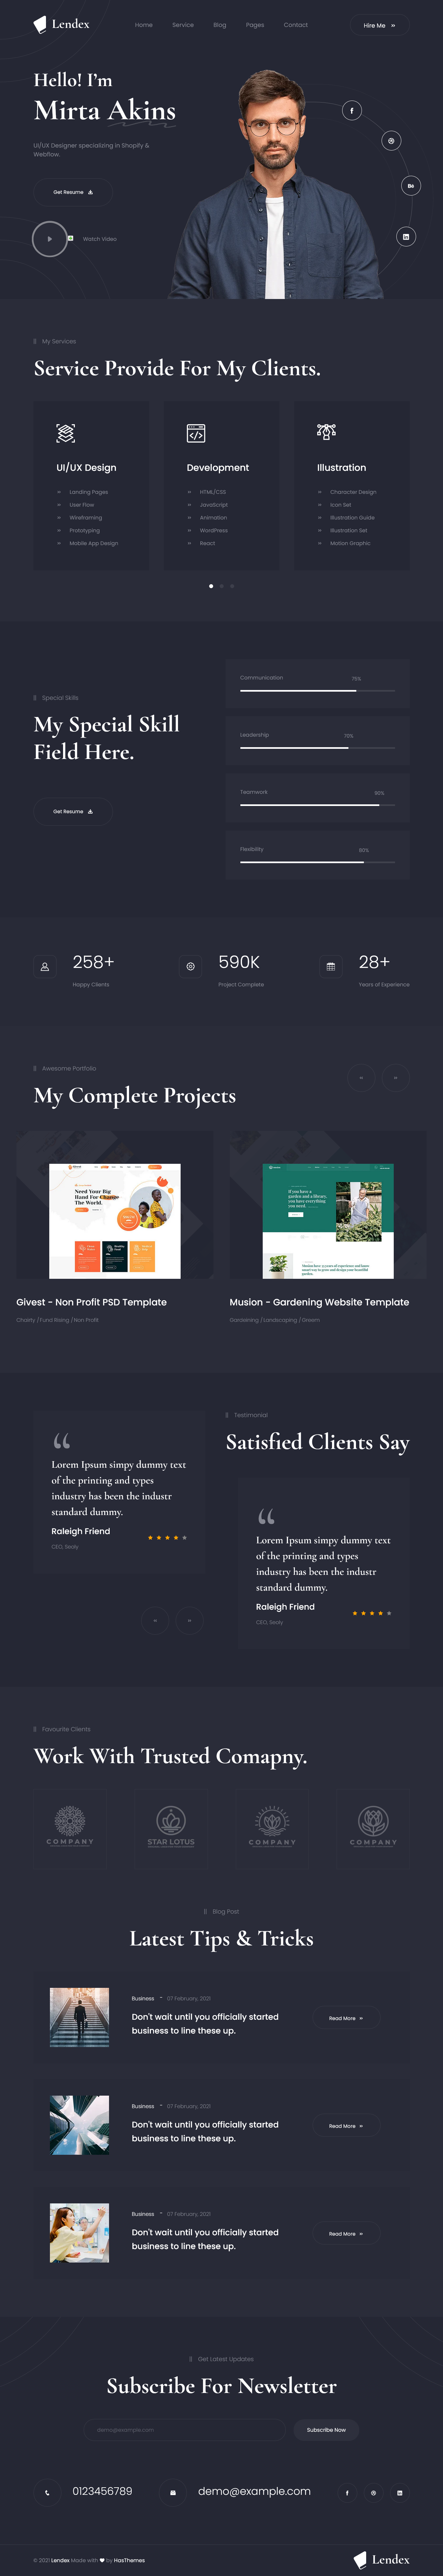 Lendex
Home
Service
Blog
Pages
Contact
Hire Me
Hello! I'm
Mirta Akins
UI/UX Designer specializing in Shopify &
Webflow.
Get Resume
Watch Video
My Services
Service Provide For My Clients.
UI/UX Design
Landing Pages
User Flow
Wireframing
Prototyping
Mobile App Design
Development
HTML/CSS
JavaScript
Animation
WordPress
React
Illustration
Character Design
Icon Set
Illustration Guide
Illustration Set
Motion Graphic
Special Skills
My Special Skill
Field Here.
Get Resume
Communication
75%
Leadership
70%
Teamwork
90%
Flexibility
80%
258+
Happy Clients
590K
Project Complete
28+
Years of Experience
Awesome Portfolio
My Complete Projects
Need Your Big
Hand For Change
The World.
If you have a
garden and a library,
you have everything
you need.
Givest - Non Profit PSD Template
Charity / Fund Rising / Non Profit
Musion - Gardening Website Template
Gardening / Landscaping /
Testimonial
Satisfied Clients Say
Lorem Ipsum simpy dummy text
of the printing and types
industry has been the industr
standard dummy.
Raleigh Friend
CEO, Seoly
Lorem Ipsum simpy dummy text
of the printing and types
industry has been the industr
standard dummy.
Raleigh Friend
CEO, Seoly
Favourite Clients
Work With Trusted Comapny.
COMPANY
STAR LOTUS
COMPANY
COMPANY
Blog Post
Latest Tips & Tricks
Business - 07 February, 2021
Don't wait until you officially started
business to line these up.
Read More
Business - 07 February, 2021
Don't wait until you officially started
business to line these up.
Read More
Business - 07 February, 2021
Don't wait until you officially started
business to line these up.
Read More
Get Latest Updates
Subscribe For Newsletter
demo@example.com
Subscribe Now
0123456789
demo@example.com
© 2021 Lendex Made with ❤ by HasThemes
Lendex